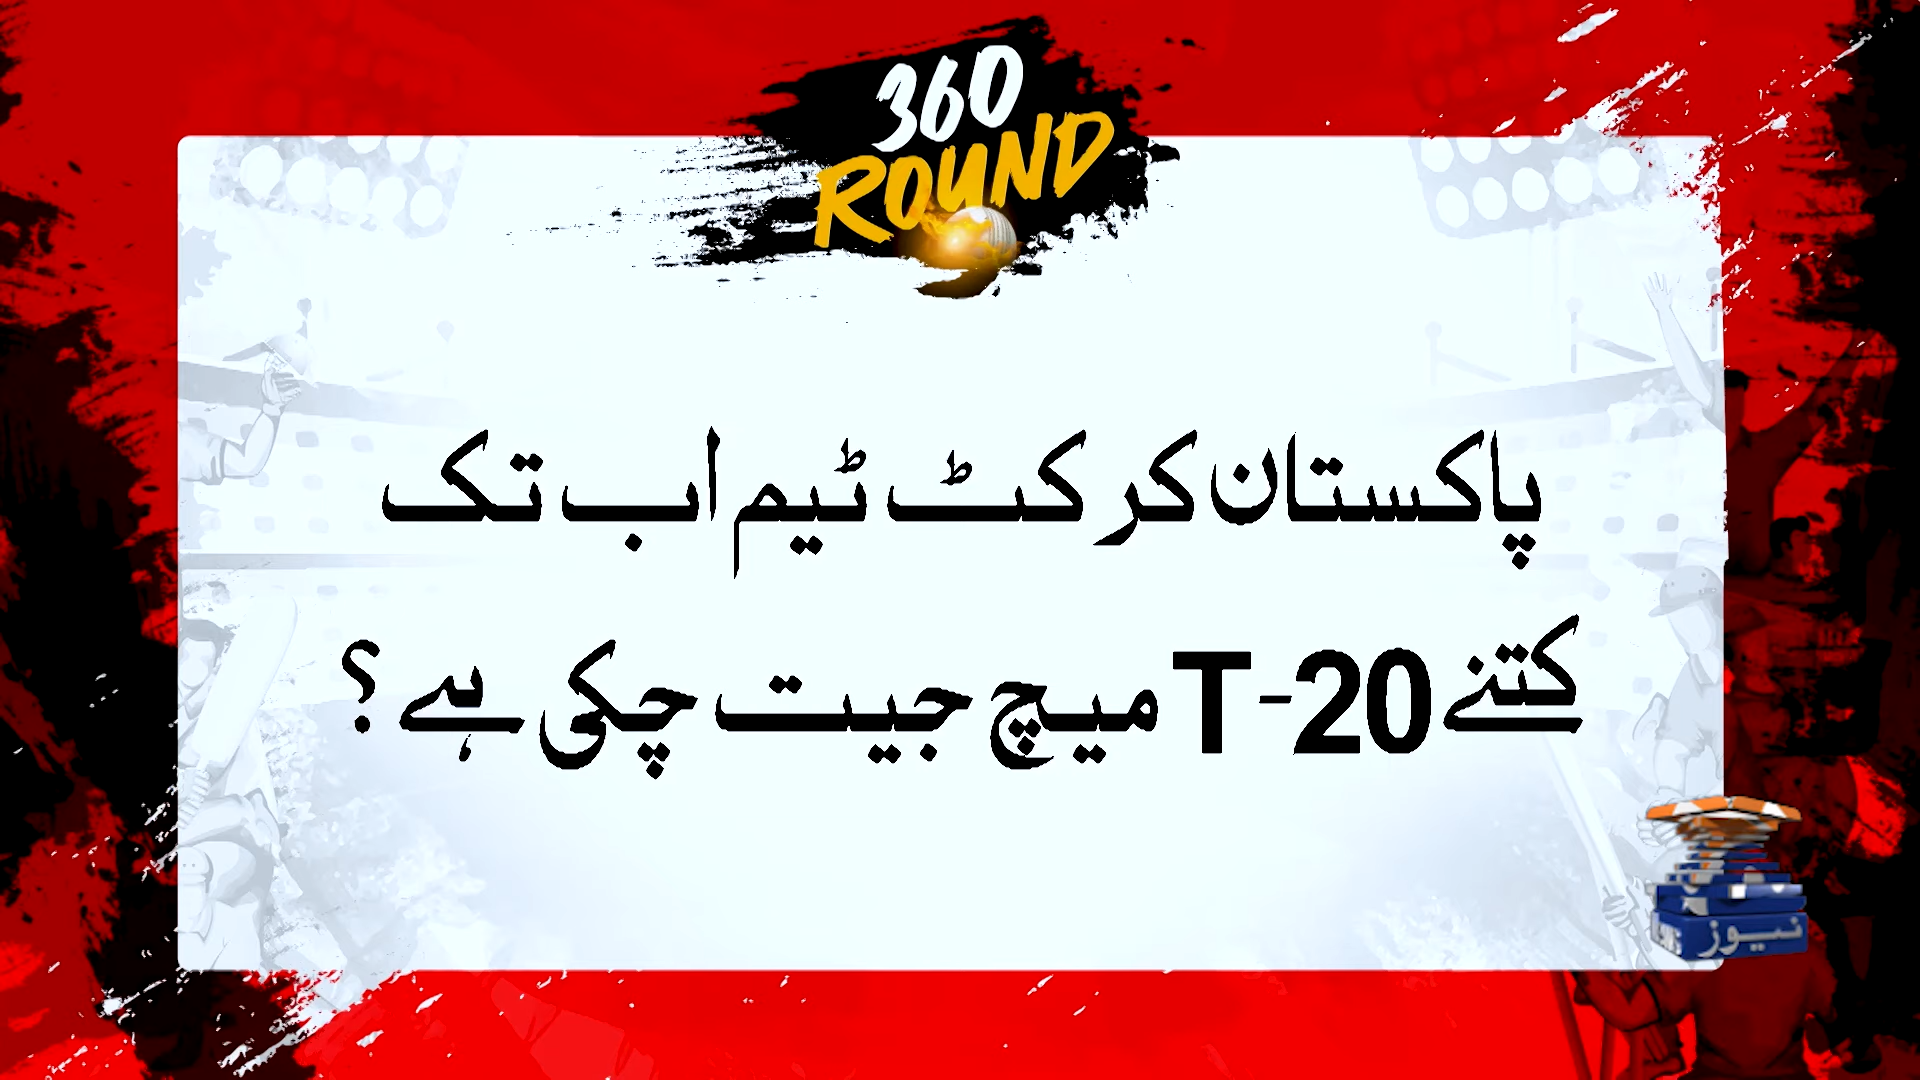 360
ROUND
پاکستان کرکٹ ٹیم اب تک
کتنے T-20 میچ جیت چکی ہے ؟
نیوز